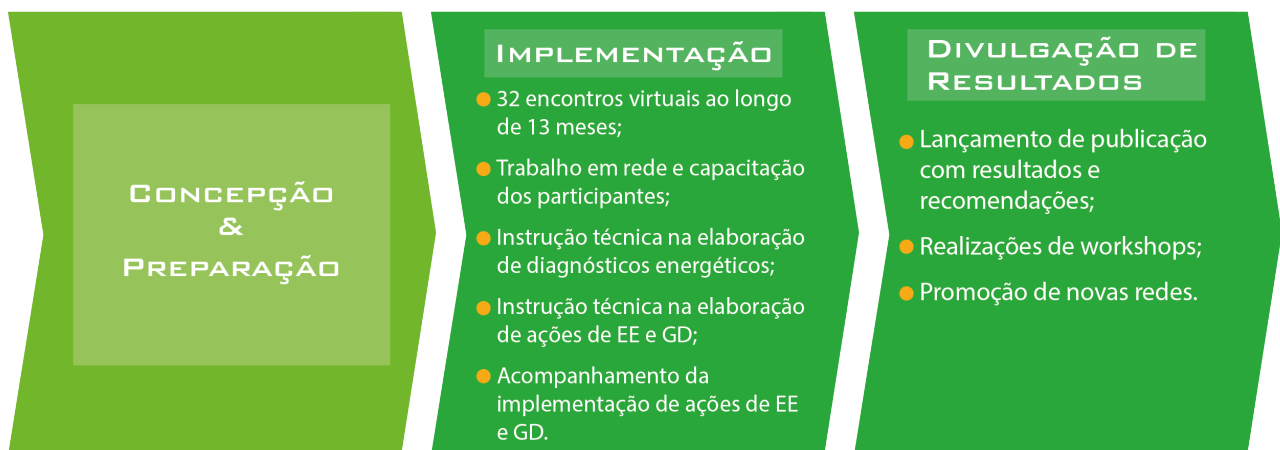 Concepção
&
Preparação
Implementação
32 encontros virtuais ao longo
de 13 meses;
Trabalho em rede e capacitação
dos participantes;
Instrução técnica na elaboração
de diagnósticos energéticos;
Instrução técnica na elaboração
de ações de EE e GD;
Acompanhamento da
implementação de ações de EE
e GD.
Divulgação de
Resultados
Lançamento de publicação
com resultados e
recomendações;
Realizações de workshops;
Promoção de novas redes.